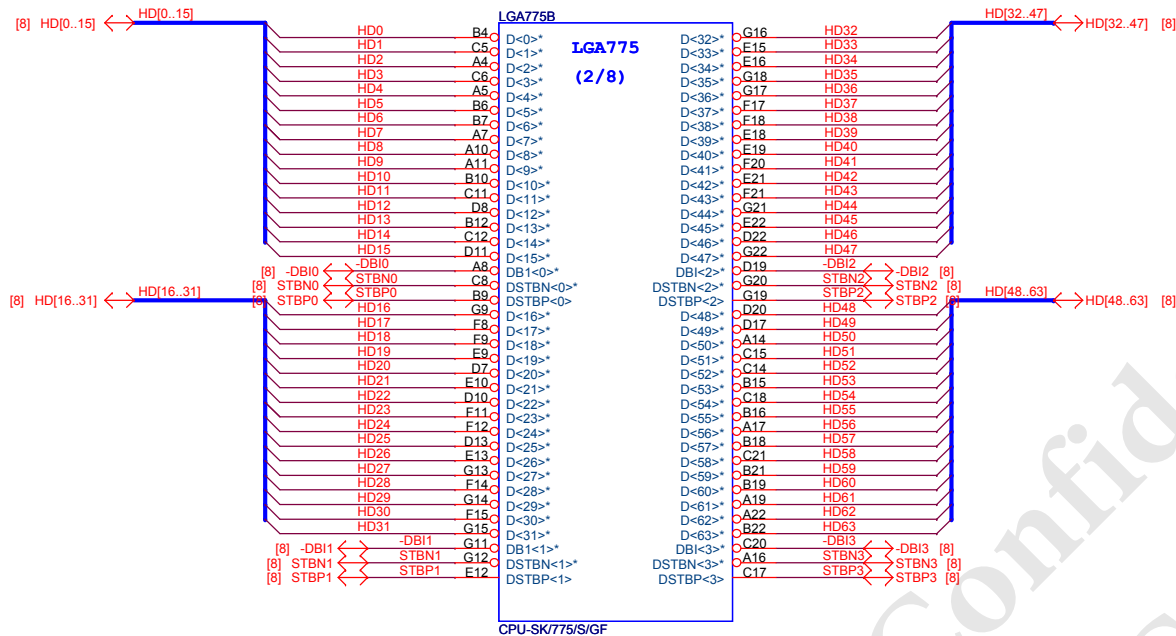 LGA775B
[8] HD[0..15] HD[0..15] HD[32..47] HD[32..47] [8]
LGA775
(2/8)
HD0 B4 D<0>* D<32>* G16 HD32
HD1 C5 D<1>* D<33>* E15 HD33
HD2 A4 D<2>* D<34>* E16 HD34
HD3 C6 D<3>* D<35>* G18 HD35
HD4 A5 D<4>* D<36>* G17 HD36
HD5 B6 D<5>* D<37>* F17 HD37
HD6 B7 D<6>* D<38>* F18 HD38
HD7 A7 D<7>* D<39>* E18 HD39
HD8 A10 D<8>* D<40>* E19 HD40
HD9 A11 D<9>* D<41>* F20 HD41
HD10 B10 D<10>* D<42>* E21 HD42
HD11 C11 D<11>* D<43>* F21 HD43
HD12 D8 D<12>* D<44>* G21 HD44
HD13 B12 D<13>* D<45>* E22 HD45
HD14 C12 D<14>* D<46>* D22 HD46
HD15 D11 D<15>* D<47>* G22 HD47
[8] -DBI0 -DBI0 A8 DB1<0>* DBI<2>* D19 -DBI2 -DBI2 [8]
[8] STBN0 STBN0 C8 DSTBN<0>* DSTBN<2>* G20 STBN2 STBN2 [8]
[8] STBP0 STBP0 B9 DSTBP<0> DSTBP<2> G19 STBP2 STBP2 [8]
[8] HD[16..31] HD[16..31] HD[48..63] HD[48..63] [8]
HD16 G9 D<16>* D<48>* D20 HD48
HD17 F8 D<17>* D<49>* D17 HD49
HD18 F9 D<18>* D<50>* A14 HD50
HD19 E9 D<19>* D<51>* C15 HD51
HD20 D7 D<20>* D<52>* C14 HD52
HD21 E10 D<21>* D<53>* B15 HD53
HD22 D10 D<22>* D<54>* C18 HD54
HD23 F11 D<23>* D<55>* B16 HD55
HD24 F12 D<24>* D<56>* A17 HD56
HD25 D13 D<25>* D<57>* B18 HD57
HD26 E13 D<26>* D<58>* C21 HD58
HD27 G13 D<27>* D<59>* B21 HD59
HD28 F14 D<28>* D<60>* B19 HD60
HD29 G14 D<29>* D<61>* A19 HD61
HD30 F15 D<30>* D<62>* A22 HD62
HD31 G15 D<31>* D<63>* B22 HD63
[8] -DBI1 -DBI1 G11 DB1<1>* DBI<3>* C20 -DBI3 -DBI3 [8]
[8] STBN1 STBN1 G12 DSTBN<1>* DSTBN<3>* A16 STBN3 STBN3 [8]
[8] STBP1 STBP1 E12 DSTBP<1> DSTBP<3> C17 STBP3 STBP3 [8]
CPU-SK/775/S/GF
Confid